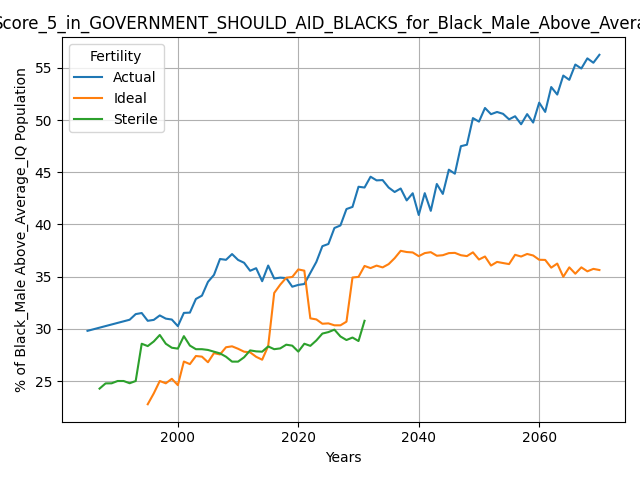 Score_5_in_GOVERNMENT_SHOULD_AID_BLACKS_for_Black_Male_Above_Avera
Fertility
Actual
Ideal
Sterile
% of Black_Male Above_Average_IQ Population
55
50
45
40
35
30
25
2000 2020 2040 2060
Years